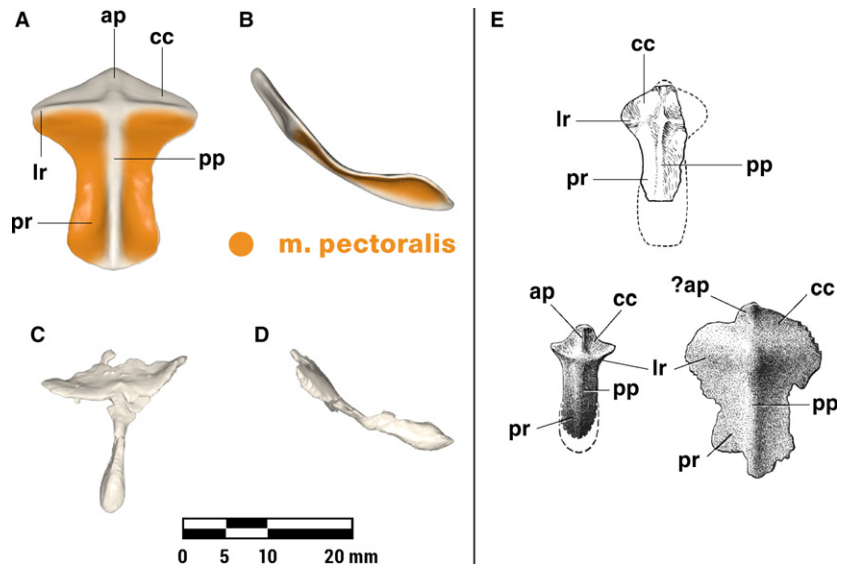 A
ap
cc
B
lr
pp
pr
m. pectoralis
C
D
0 5 10 20 mm
E
cc
lr
pr
pp
ap
cc
?ap
cc
lr
pp
pr
pp
pr